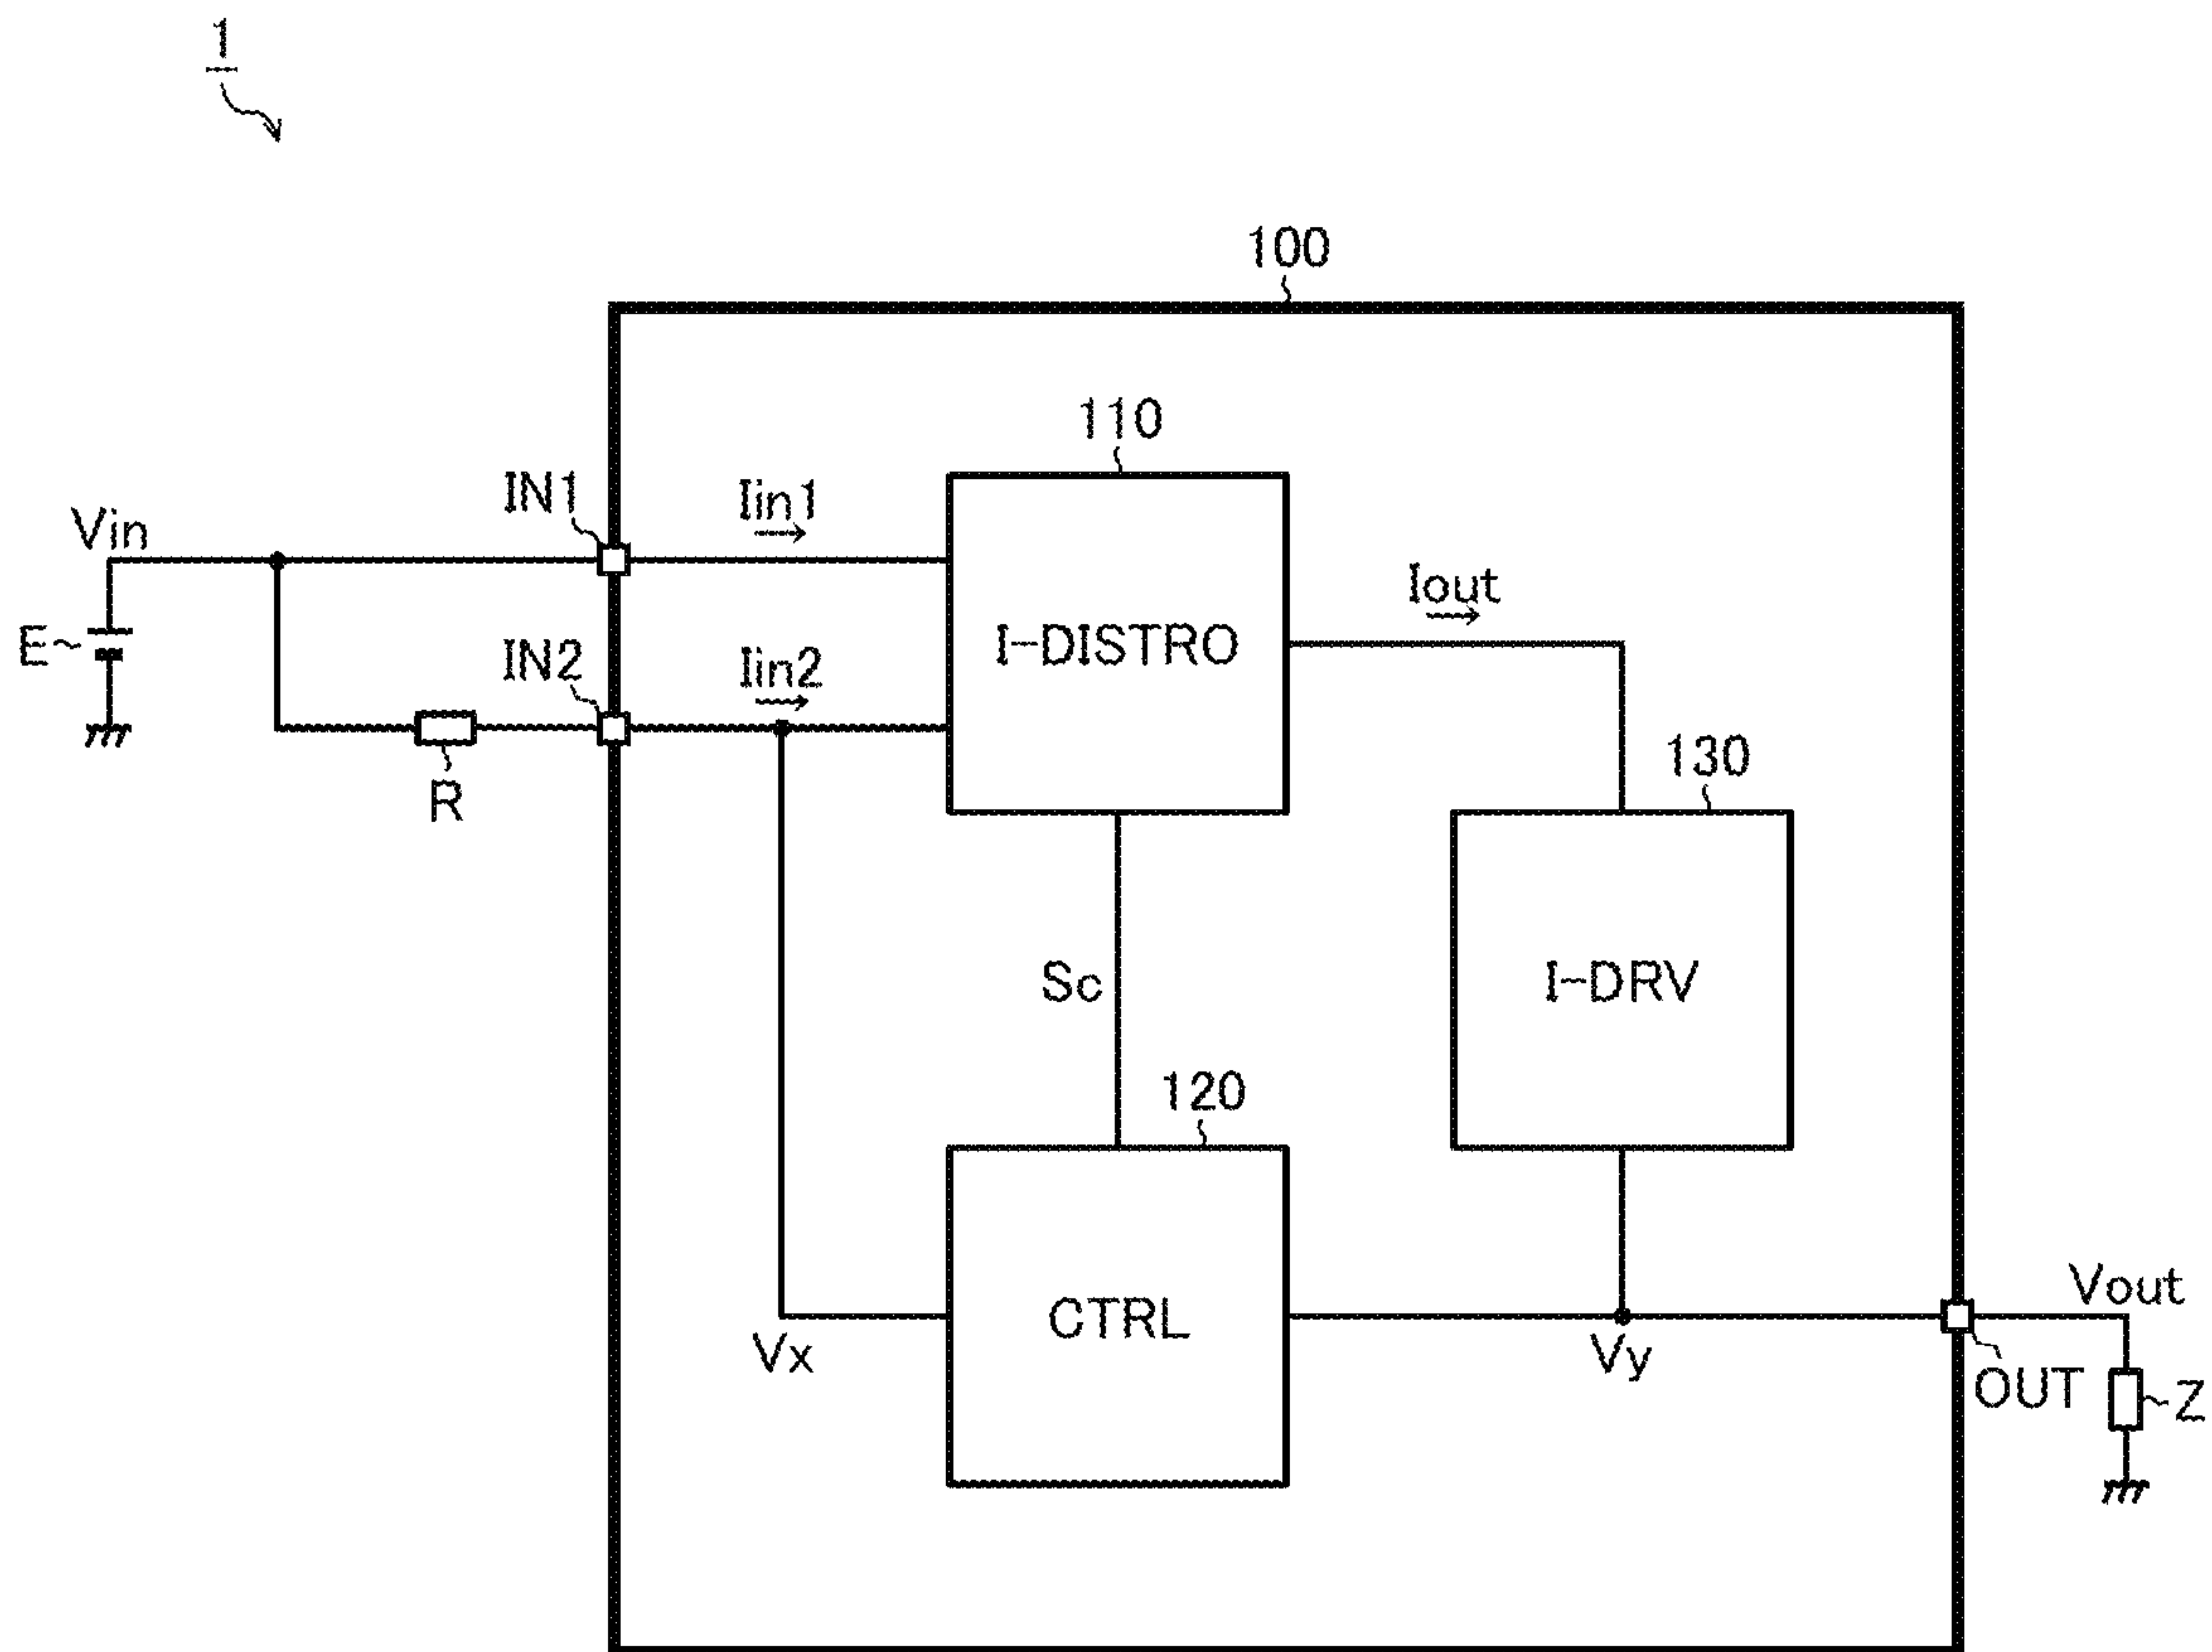 1
100
110
IN1
Iin1
Vin
Iout
E
IN2
Iin2
I-DISTRO
R
130
Sc
I-DRV
120
Vout
CTRL
Vx
Vy
OUT
Z